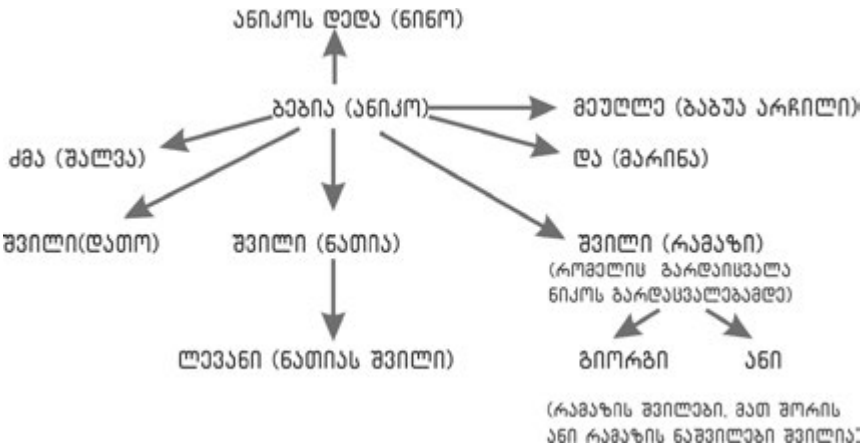 ანიკოს დედა (ნინო)
ბებია (ანიკო)
მეუღლე (ბაბუა არჩილი)
ძმა (შალვა)
და (მარინა)
შვილი(დათო)
შვილი (ნათია)
შვილი (რამაზი)
(რომელიც გარდაიცვალა
ნიკოს გარდაცვალებამდე)
ლევანი (ნათიას შვილი)
გიორგი
ანი
(რამაზის შვილები, მათ შორის
ანი რამაზის ნაშვილები შვილია)